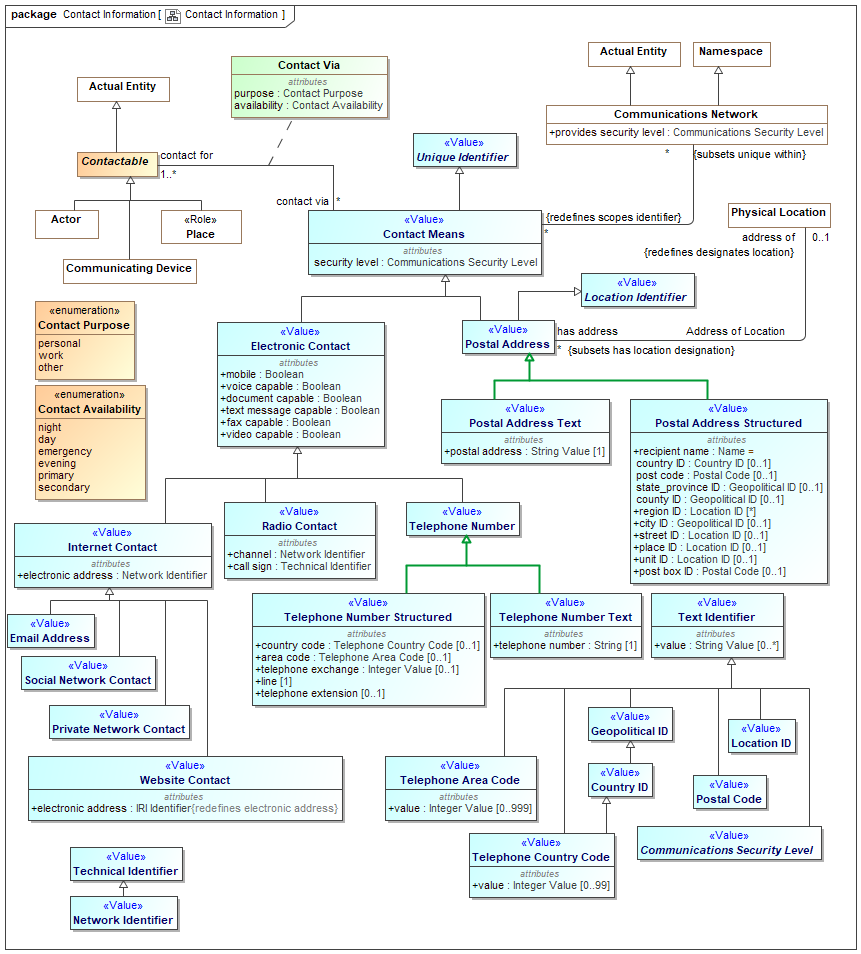 package Contact Information [ Contact Information ]
Actual Entity
Contact Via
attributes
purpose : Contact Purpose
availability : Contact Availability
Actual Entity
Namespace
Communications Network
+provides security level : Communications Security Level
Contactable
contact for
1..*
«Value»
Unique Identifier
*
{subsets unique within}
contact via *
Actor
«Role»
Place
Communicating Device
«Value»
Contact Means
attributes
security level : Communications Security Level
{redefines scopes identifier}
*
Physical Location
address of 0..1
{redefines designates location}
«Value»
Location Identifier
«enumeration»
Contact Purpose
personal
work
other
«enumeration»
Contact Availability
night
day
emergency
evening
primary
secondary
«Value»
Electronic Contact
attributes
+mobile : Boolean
+voice capable : Boolean
+document capable : Boolean
+text message capable : Boolean
+fax capable : Boolean
+video capable : Boolean
«Value»
Postal Address
has address
Address of Location
* {subsets has location designation}
«Value»
Postal Address Text
attributes
+postal address : String Value [1]
«Value»
Postal Address Structured
attributes
+recipient name : Name =
country ID : Country ID [0..1]
post code : Postal Code [0..1]
state_province ID : Geopolitical ID [0..1]
county ID : Geopolitical ID [0..1]
+region ID : Location ID [*]
+city ID : Geopolitical ID [0..1]
+street ID : Location ID [0..1]
+place ID : Location ID [0..1]
+unit ID : Location ID [0..1]
+post box ID : Postal Code [0..1]
«Value»
Internet Contact
attributes
+electronic address : Network Identifier
«Value»
Radio Contact
attributes
+channel : Network Identifier
+call sign : Technical Identifier
«Value»
Telephone Number
«Value»
Email Address
«Value»
Social Network Contact
«Value»
Private Network Contact
«Value»
Website Contact
attributes
+electronic address : IRI Identifier{redefines electronic address}
«Value»
Telephone Number Structured
attributes
+country code : Telephone Country Code [0..1]
+area code : Telephone Area Code [0..1]
+telephone exchange : Integer Value [0..1]
+line [1]
+telephone extension [0..1]
«Value»
Telephone Number Text
attributes
+telephone number : String [1]
«Value»
Text Identifier
attributes
+value : String Value [0..*]
«Value»
Geopolitical ID
«Value»
Location ID
«Value»
Telephone Area Code
attributes
+value : Integer Value [0..999]
«Value»
Country ID
«Value»
Postal Code
«Value»
Telephone Country Code
attributes
+value : Integer Value [0..99]
«Value»
Communications Security Level
«Value»
Technical Identifier
«Value»
Network Identifier